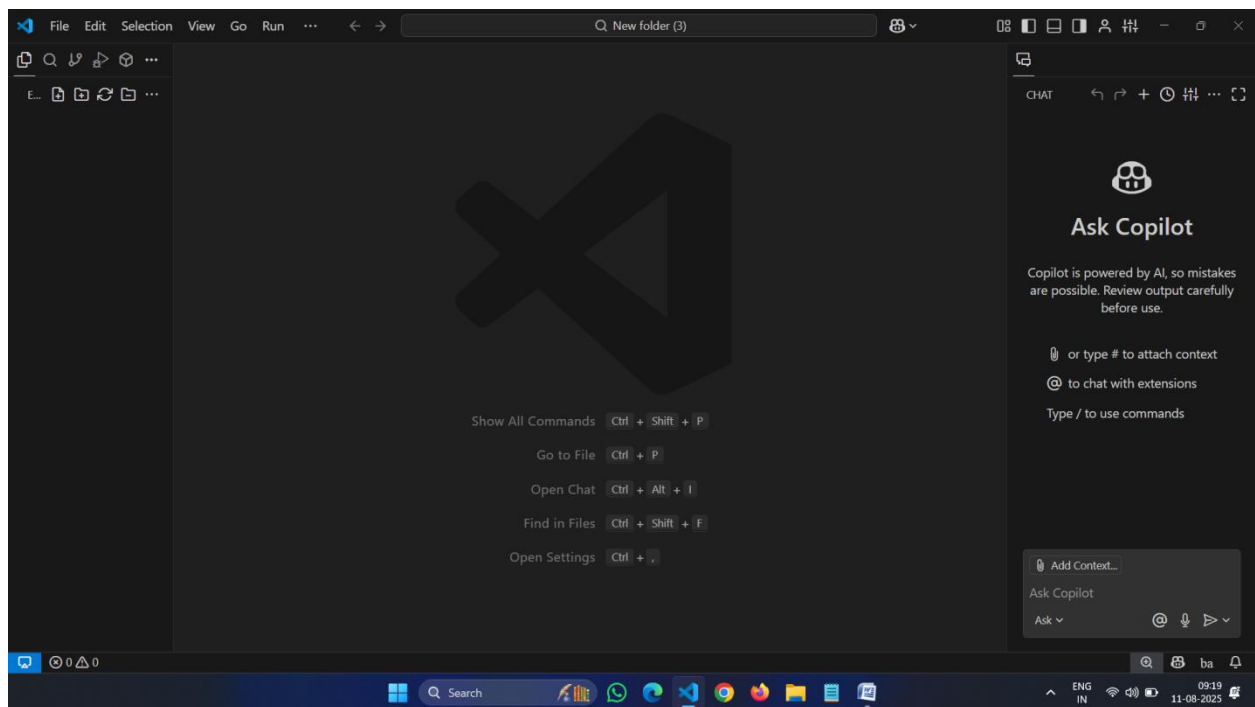 File Edit Selection View Go Run ··· New folder (3)
E...
CHAT
Ask Copilot
Copilot is powered by AI, so mistakes
are possible. Review output carefully
before use.
or type # to attach context
@ to chat with extensions
Type / to use commands
Show All Commands Ctrl + Shift + P
Go to File Ctrl + P
Open Chat Ctrl + Alt + I
Find in Files Ctrl + Shift + F
Open Settings Ctrl + ,
Add Context...
Ask Copilot
Ask @
0 0 ba
Search
ENG
IN
09:19
11-08-2025